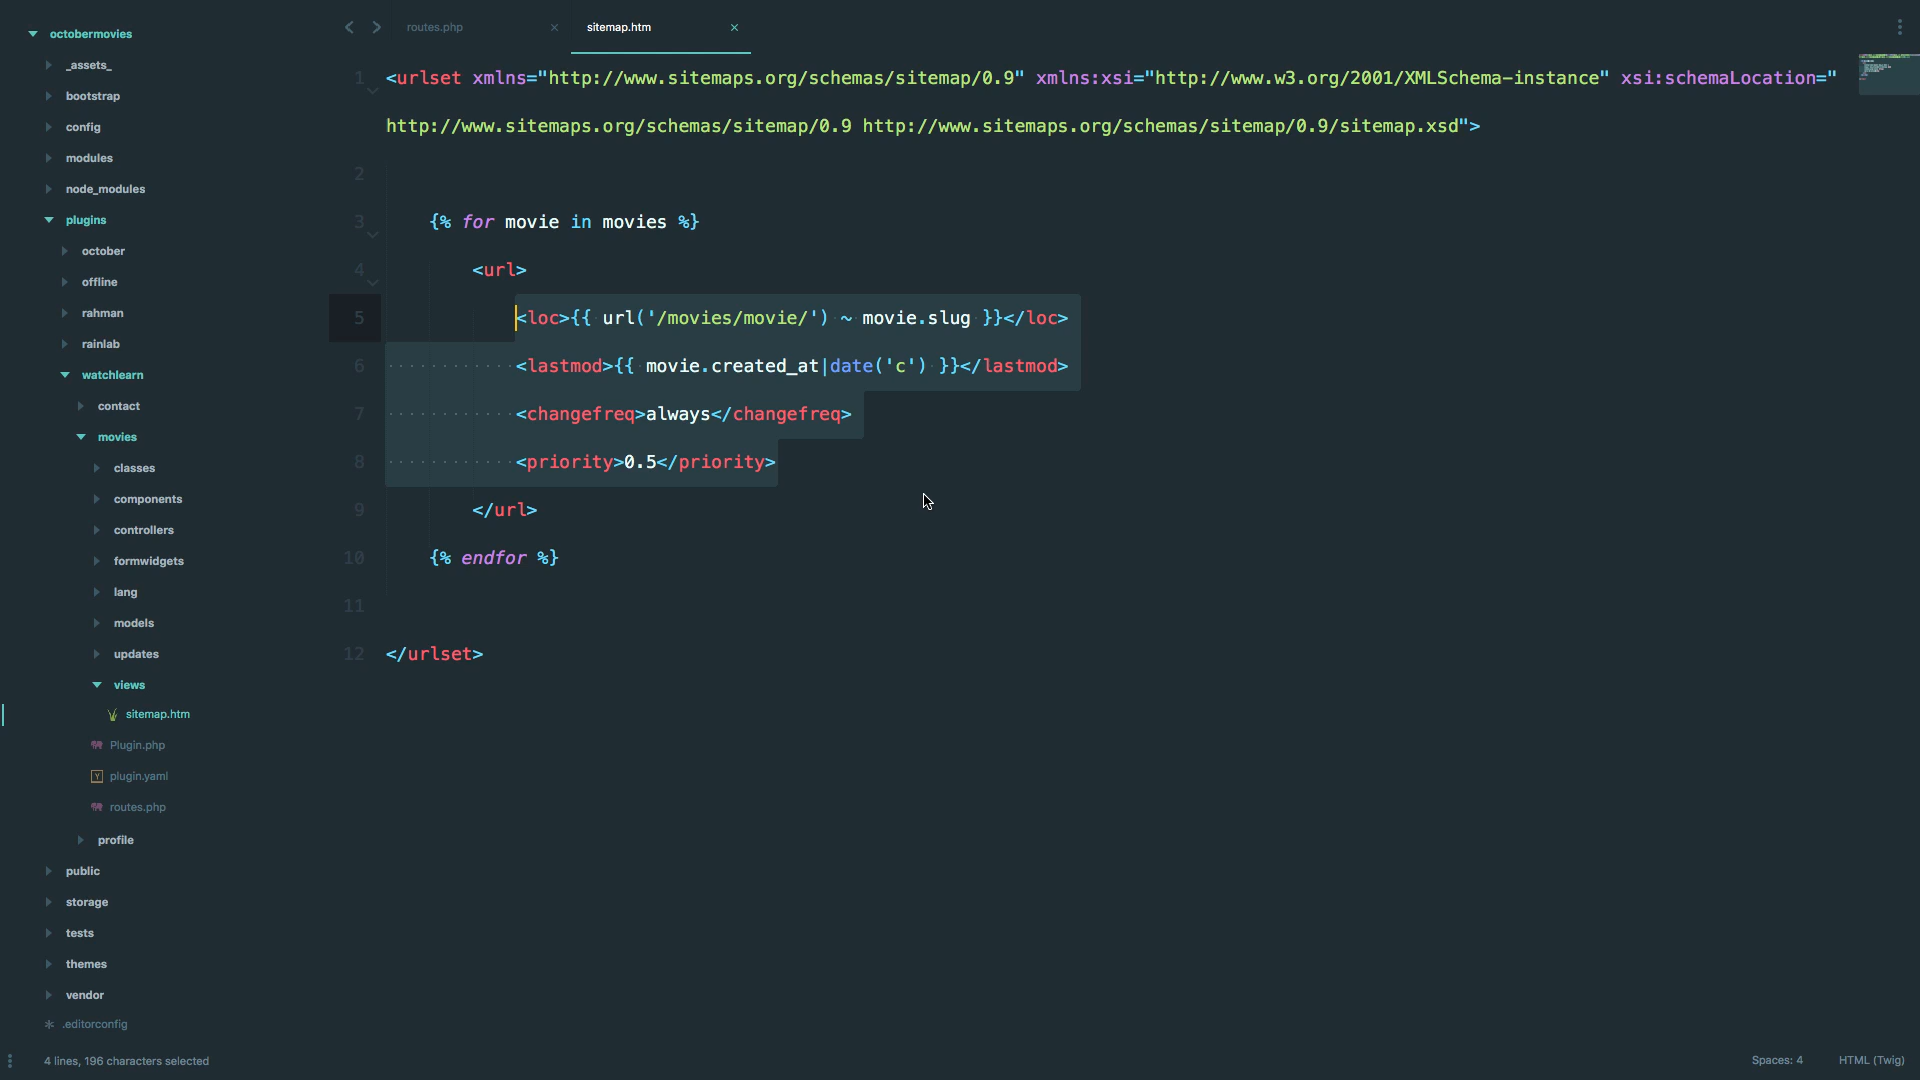 octobermovies
_assets_
bootstrap
config
modules
node_modules
plugins
october
offline
rahman
rainlab
watchlearn
contact
movies
classes
components
controllers
formwidgets
lang
models
updates
views
sitemap.htm
Plugin.php
plugin.yaml
routes.php
profile
public
storage
tests
themes
vendor
.editorconfig
routes.php
sitemap.htm
1 <urlset xmlns="http://www.sitemaps.org/schemas/sitemap/0.9" xmlns:xsi="http://www.w3.org/2001/XMLSchema-instance" xsi:schemaLocation="
http://www.sitemaps.org/schemas/sitemap/0.9 http://www.sitemaps.org/schemas/sitemap/0.9/sitemap.xsd">
2
3 {% for movie in movies %}
4 <url>
5 <loc>{{ url('/movies/movie/') ~ movie.slug }}</loc>
6 <lastmod>{{ movie.created_at|date('c') }}</lastmod>
7 <changefreq>always</changefreq>
8 <priority>0.5</priority>
9 </url>
10 {% endfor %}
11
12 </urlset>
4 lines, 196 characters selected
Spaces: 4
HTML (Twig)